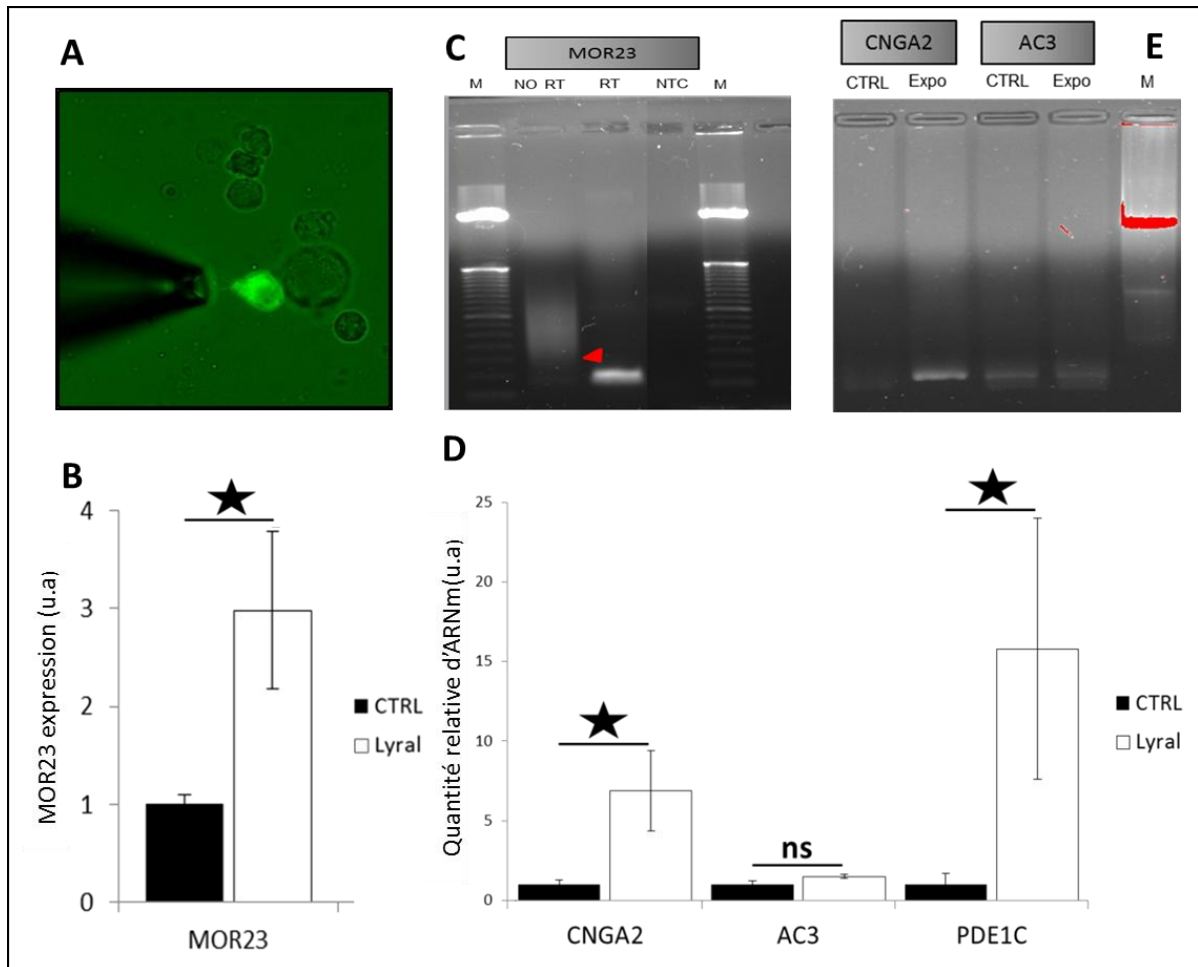 A
C
MOR23
M NO RT RT NTC M
CNGA2 AC3
E
CTRL Expo CTRL Expo M
B
MOR23 expression (u.a)
4
3
2
1
0
MOR23
CTRL
Lyral
D
Quantité relative d'ARNm(u.a)
25
20
15
10
5
0
ns
CNGA2 AC3 PDE1C
CTRL
Lyral